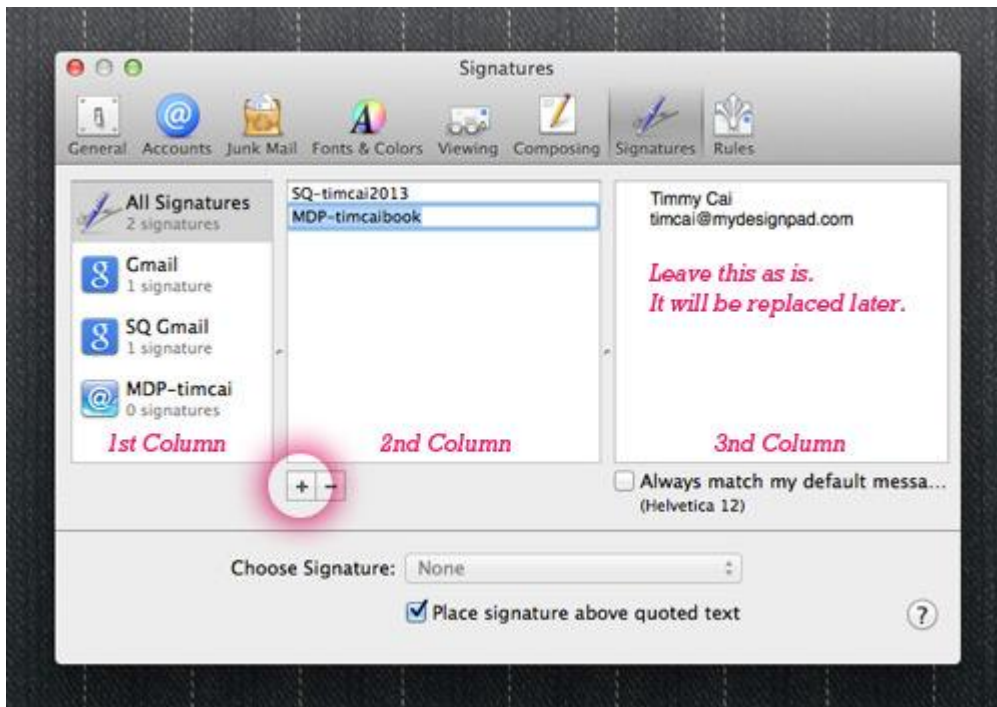 Signatures
General Accounts Junk Mail Fonts & Colors Viewing Composing Signatures Rules
All Signatures
2 signatures
Gmail
1 signature
SQ Gmail
1 signature
MDP-timcai
0 signatures
1st Column
SQ-timcai2013
MDP-timcaibook
2nd Column
Timmy Cai
timcai@mydesignpad.com
Leave this as is.
It will be replaced later.
3nd Column
+ −
Always match my default messa...
(Helvetica 12)
Choose Signature: None
Place signature above quoted text
?